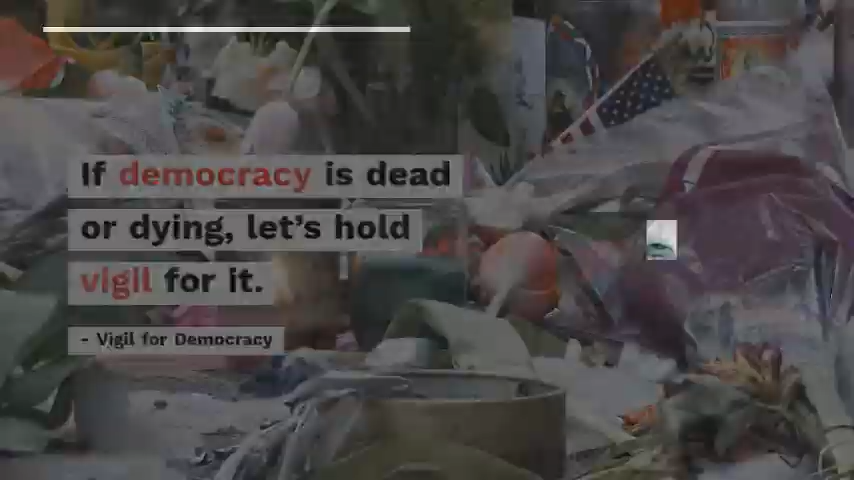 If democracy is dead
or dying, let’s hold
vigil for it.
- Vigil for Democracy